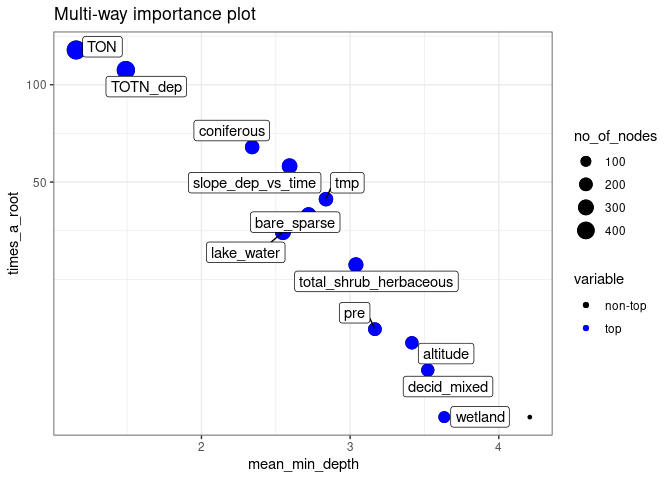 Multi-way importance plot
TON
TOTN_dep
coniferous
slope_dep_vs_time
tmp
bare_sparse
lake_water
total_shrub_herbaceous
pre
altitude
decid_mixed
wetland
100
50
times_a_root
2
3
4
mean_min_depth
no_of_nodes
100
200
300
400
variable
non-top
top